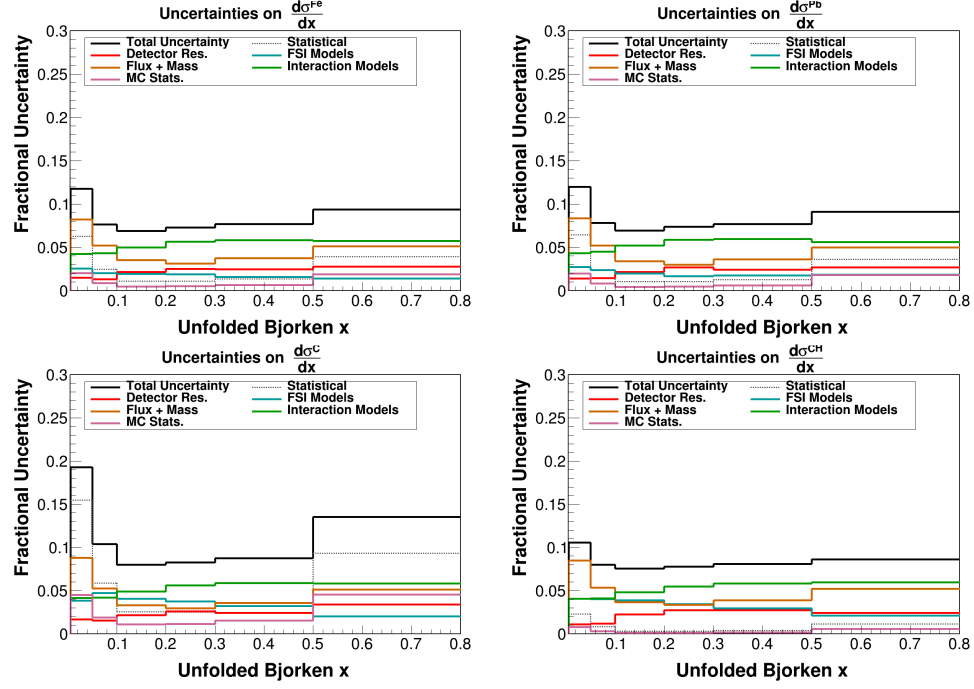 Uncertainties on dσ^Fe/dx
0.3
0.25
0.2
0.15
0.1
0.05
0
Fractional Uncertainty
Total Uncertainty
Statistical
Detector Res.
FSI Models
Flux + Mass
Interaction Models
MC Stats.
0.1 0.2 0.3 0.4 0.5 0.6 0.7 0.8
Unfolded Bjorken x
Uncertainties on dσ^Pb/dx
0.3
0.25
0.2
0.15
0.1
0.05
0
Fractional Uncertainty
Total Uncertainty
Statistical
Detector Res.
FSI Models
Flux + Mass
Interaction Models
MC Stats.
0.1 0.2 0.3 0.4 0.5 0.6 0.7 0.8
Unfolded Bjorken x
Uncertainties on dσ^C/dx
0.3
0.25
0.2
0.15
0.1
0.05
0
Fractional Uncertainty
Total Uncertainty
Statistical
Detector Res.
FSI Models
Flux + Mass
Interaction Models
MC Stats.
0.1 0.2 0.3 0.4 0.5 0.6 0.7 0.8
Unfolded Bjorken x
Uncertainties on dσ^CH/dx
0.3
0.25
0.2
0.15
0.1
0.05
0
Fractional Uncertainty
Total Uncertainty
Statistical
Detector Res.
FSI Models
Flux + Mass
Interaction Models
MC Stats.
0.1 0.2 0.3 0.4 0.5 0.6 0.7 0.8
Unfolded Bjorken x